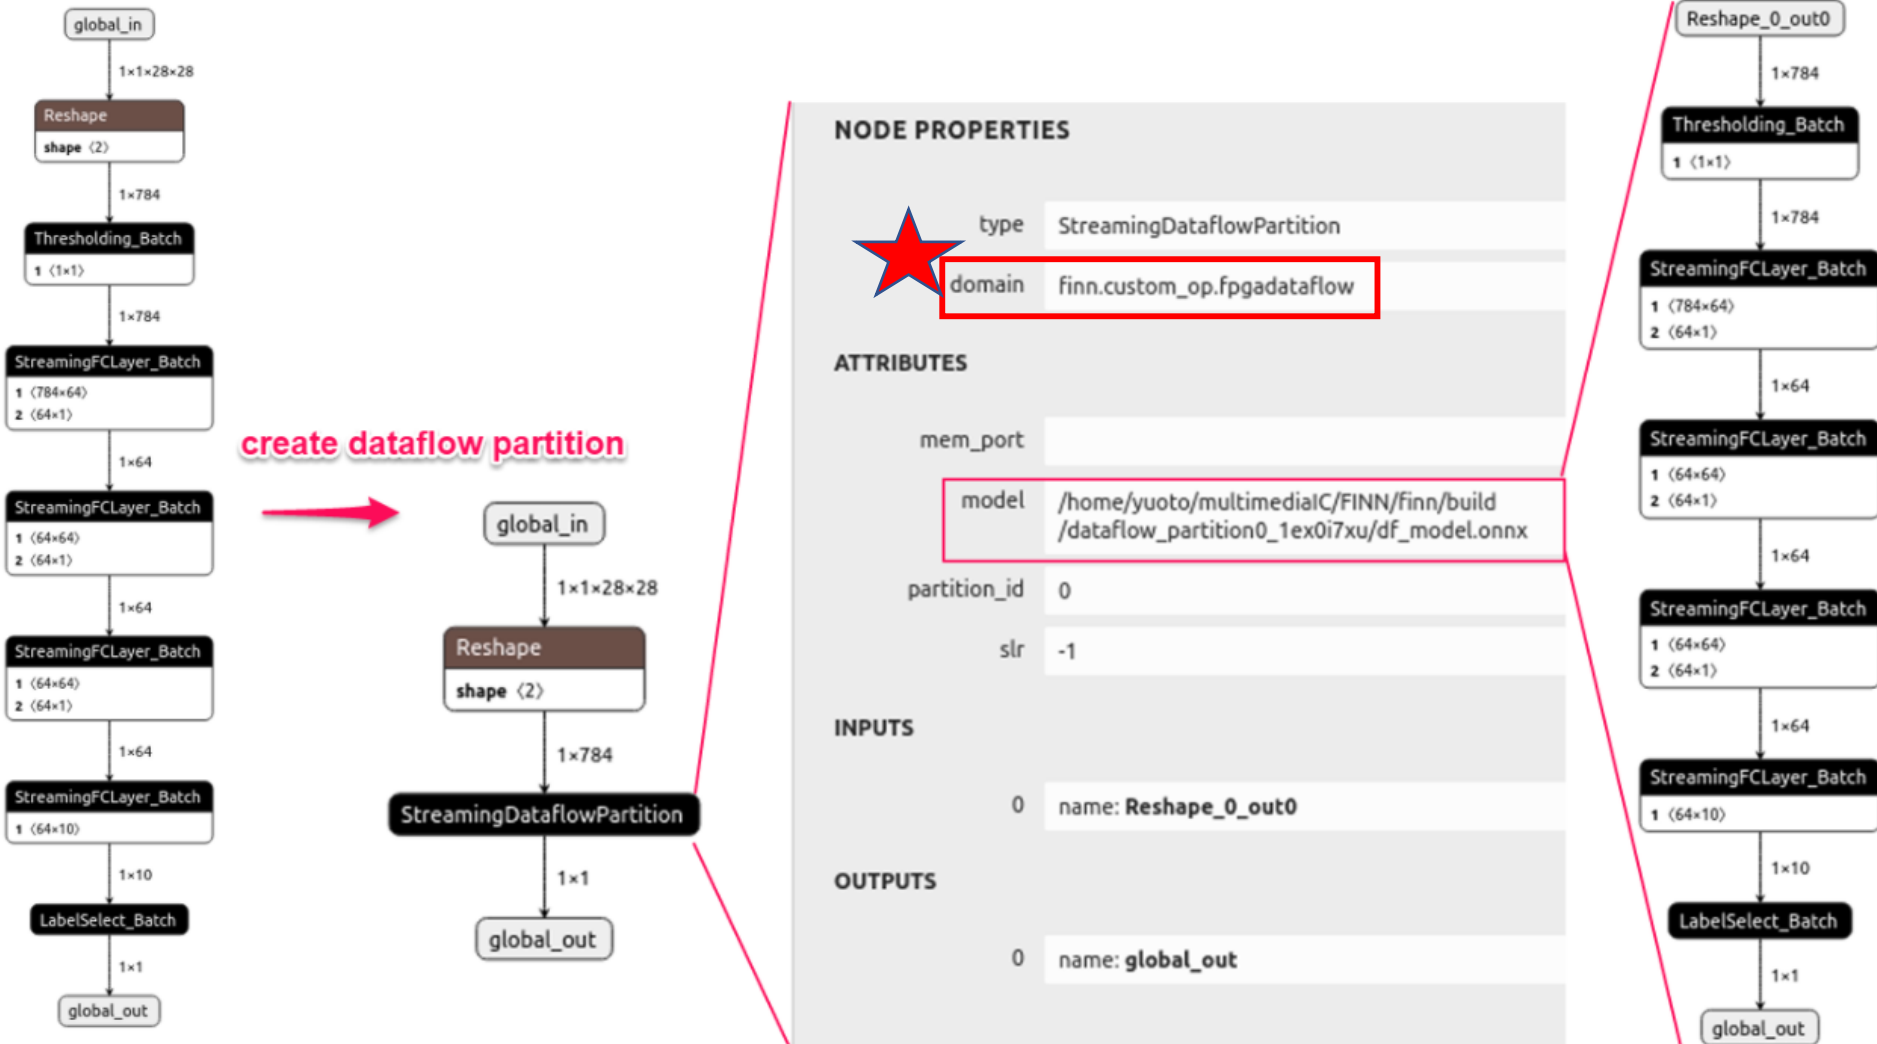 global_in
1×1×28×28
Reshape
shape ⟨2⟩
1×784
Thresholding_Batch
1 ⟨1×1⟩
1×784
StreamingFCLayer_Batch
1 ⟨784×64⟩
2 ⟨64×1⟩
1×64
StreamingFCLayer_Batch
1 ⟨64×64⟩
2 ⟨64×1⟩
1×64
StreamingFCLayer_Batch
1 ⟨64×64⟩
2 ⟨64×1⟩
1×64
StreamingFCLayer_Batch
1 ⟨64×10⟩
1×10
LabelSelect_Batch
1×1
global_out
create dataflow partition
global_in
1×1×28×28
Reshape
shape ⟨2⟩
1×784
StreamingDataflowPartition
1×1
global_out
NODE PROPERTIES
type StreamingDataflowPartition
domain finn.custom_op.fpgadataflow
ATTRIBUTES
mem_port
model /home/yuoto/multimediaIC/FINN/finn/build
/dataflow_partition0_1ex0i7xu/df_model.onnx
partition_id 0
slr -1
INPUTS
0 name: Reshape_0_out0
OUTPUTS
0 name: global_out
Reshape_0_out0
1×784
Thresholding_Batch
1 ⟨1×1⟩
1×784
StreamingFCLayer_Batch
1 ⟨784×64⟩
2 ⟨64×1⟩
1×64
StreamingFCLayer_Batch
1 ⟨64×64⟩
2 ⟨64×1⟩
1×64
StreamingFCLayer_Batch
1 ⟨64×64⟩
2 ⟨64×1⟩
1×64
StreamingFCLayer_Batch
1 ⟨64×10⟩
1×10
LabelSelect_Batch
1×1
global_out